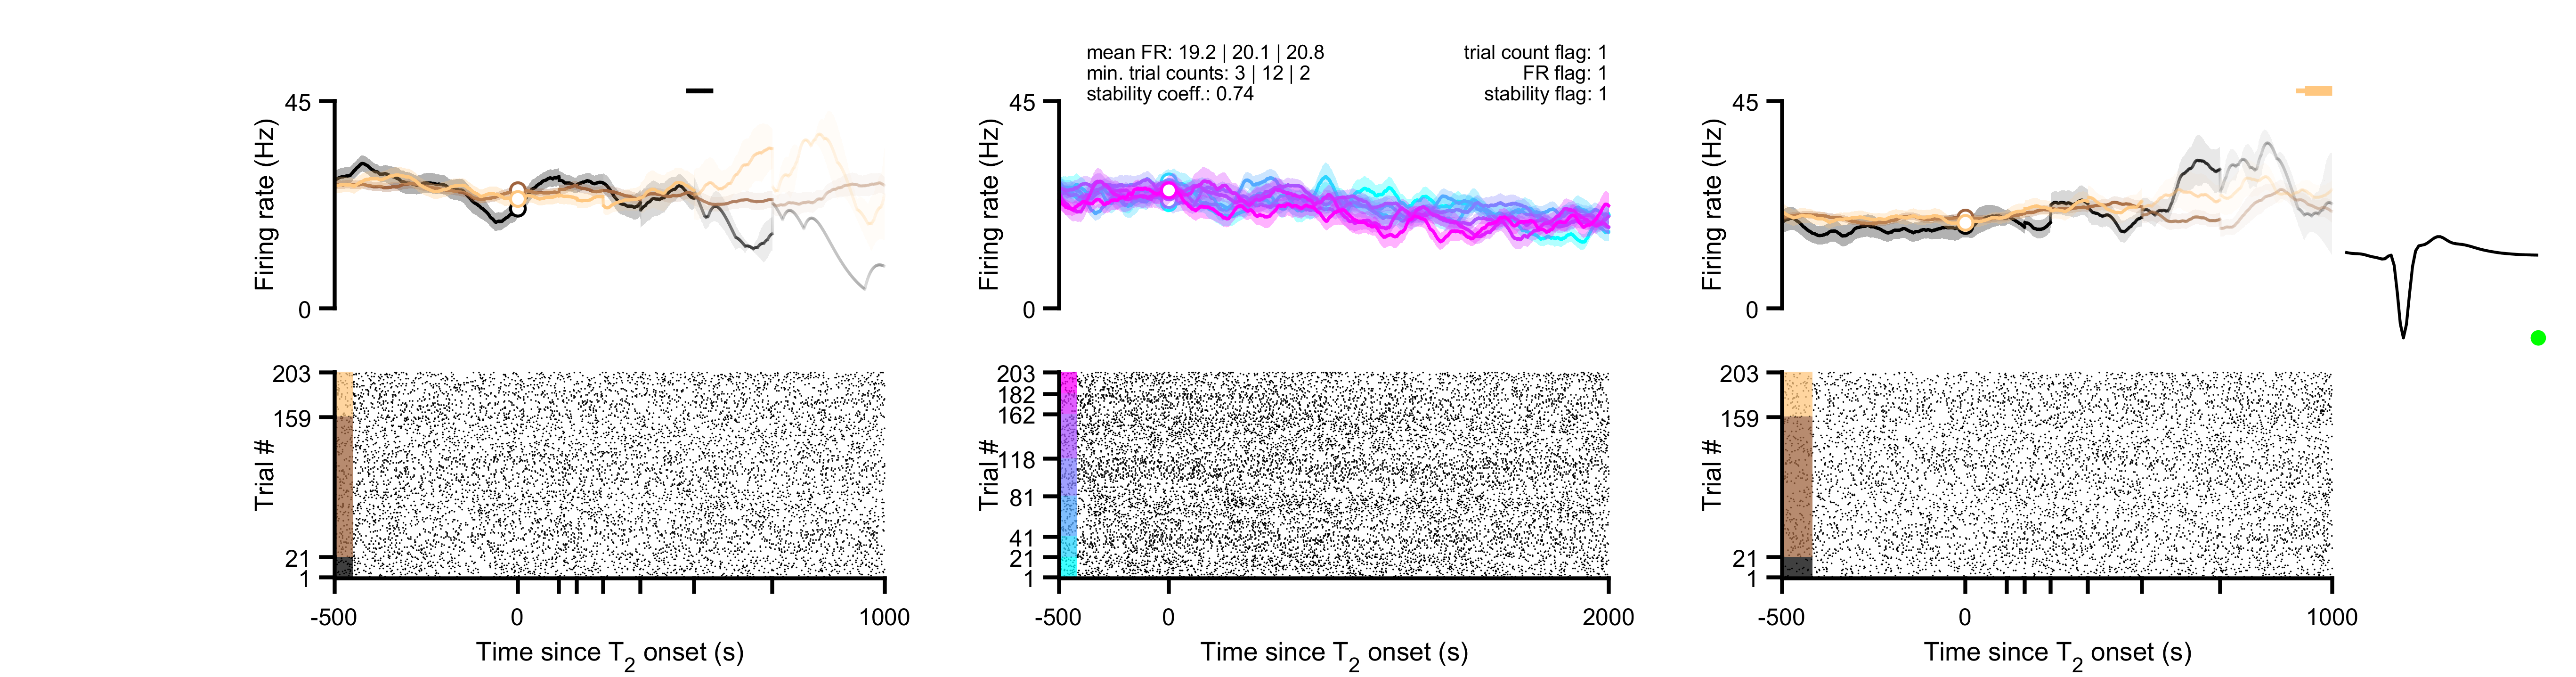 mean FR: 19.2 | 20.1 | 20.8
min. trial counts: 3 | 12 | 2
stability coeff.: 0.74
trial count flag: 1
FR flag: 1
stability flag: 1
45
Firing rate (Hz)
0
203
159
Trial #
21
1
-500
0
1000
Time since T2 onset (s)
45
Firing rate (Hz)
0
203
182
162
118
81
41
21
1
Trial #
-500
0
2000
Time since T2 onset (s)
45
Firing rate (Hz)
0
203
159
Trial #
21
1
-500
0
1000
Time since T2 onset (s)